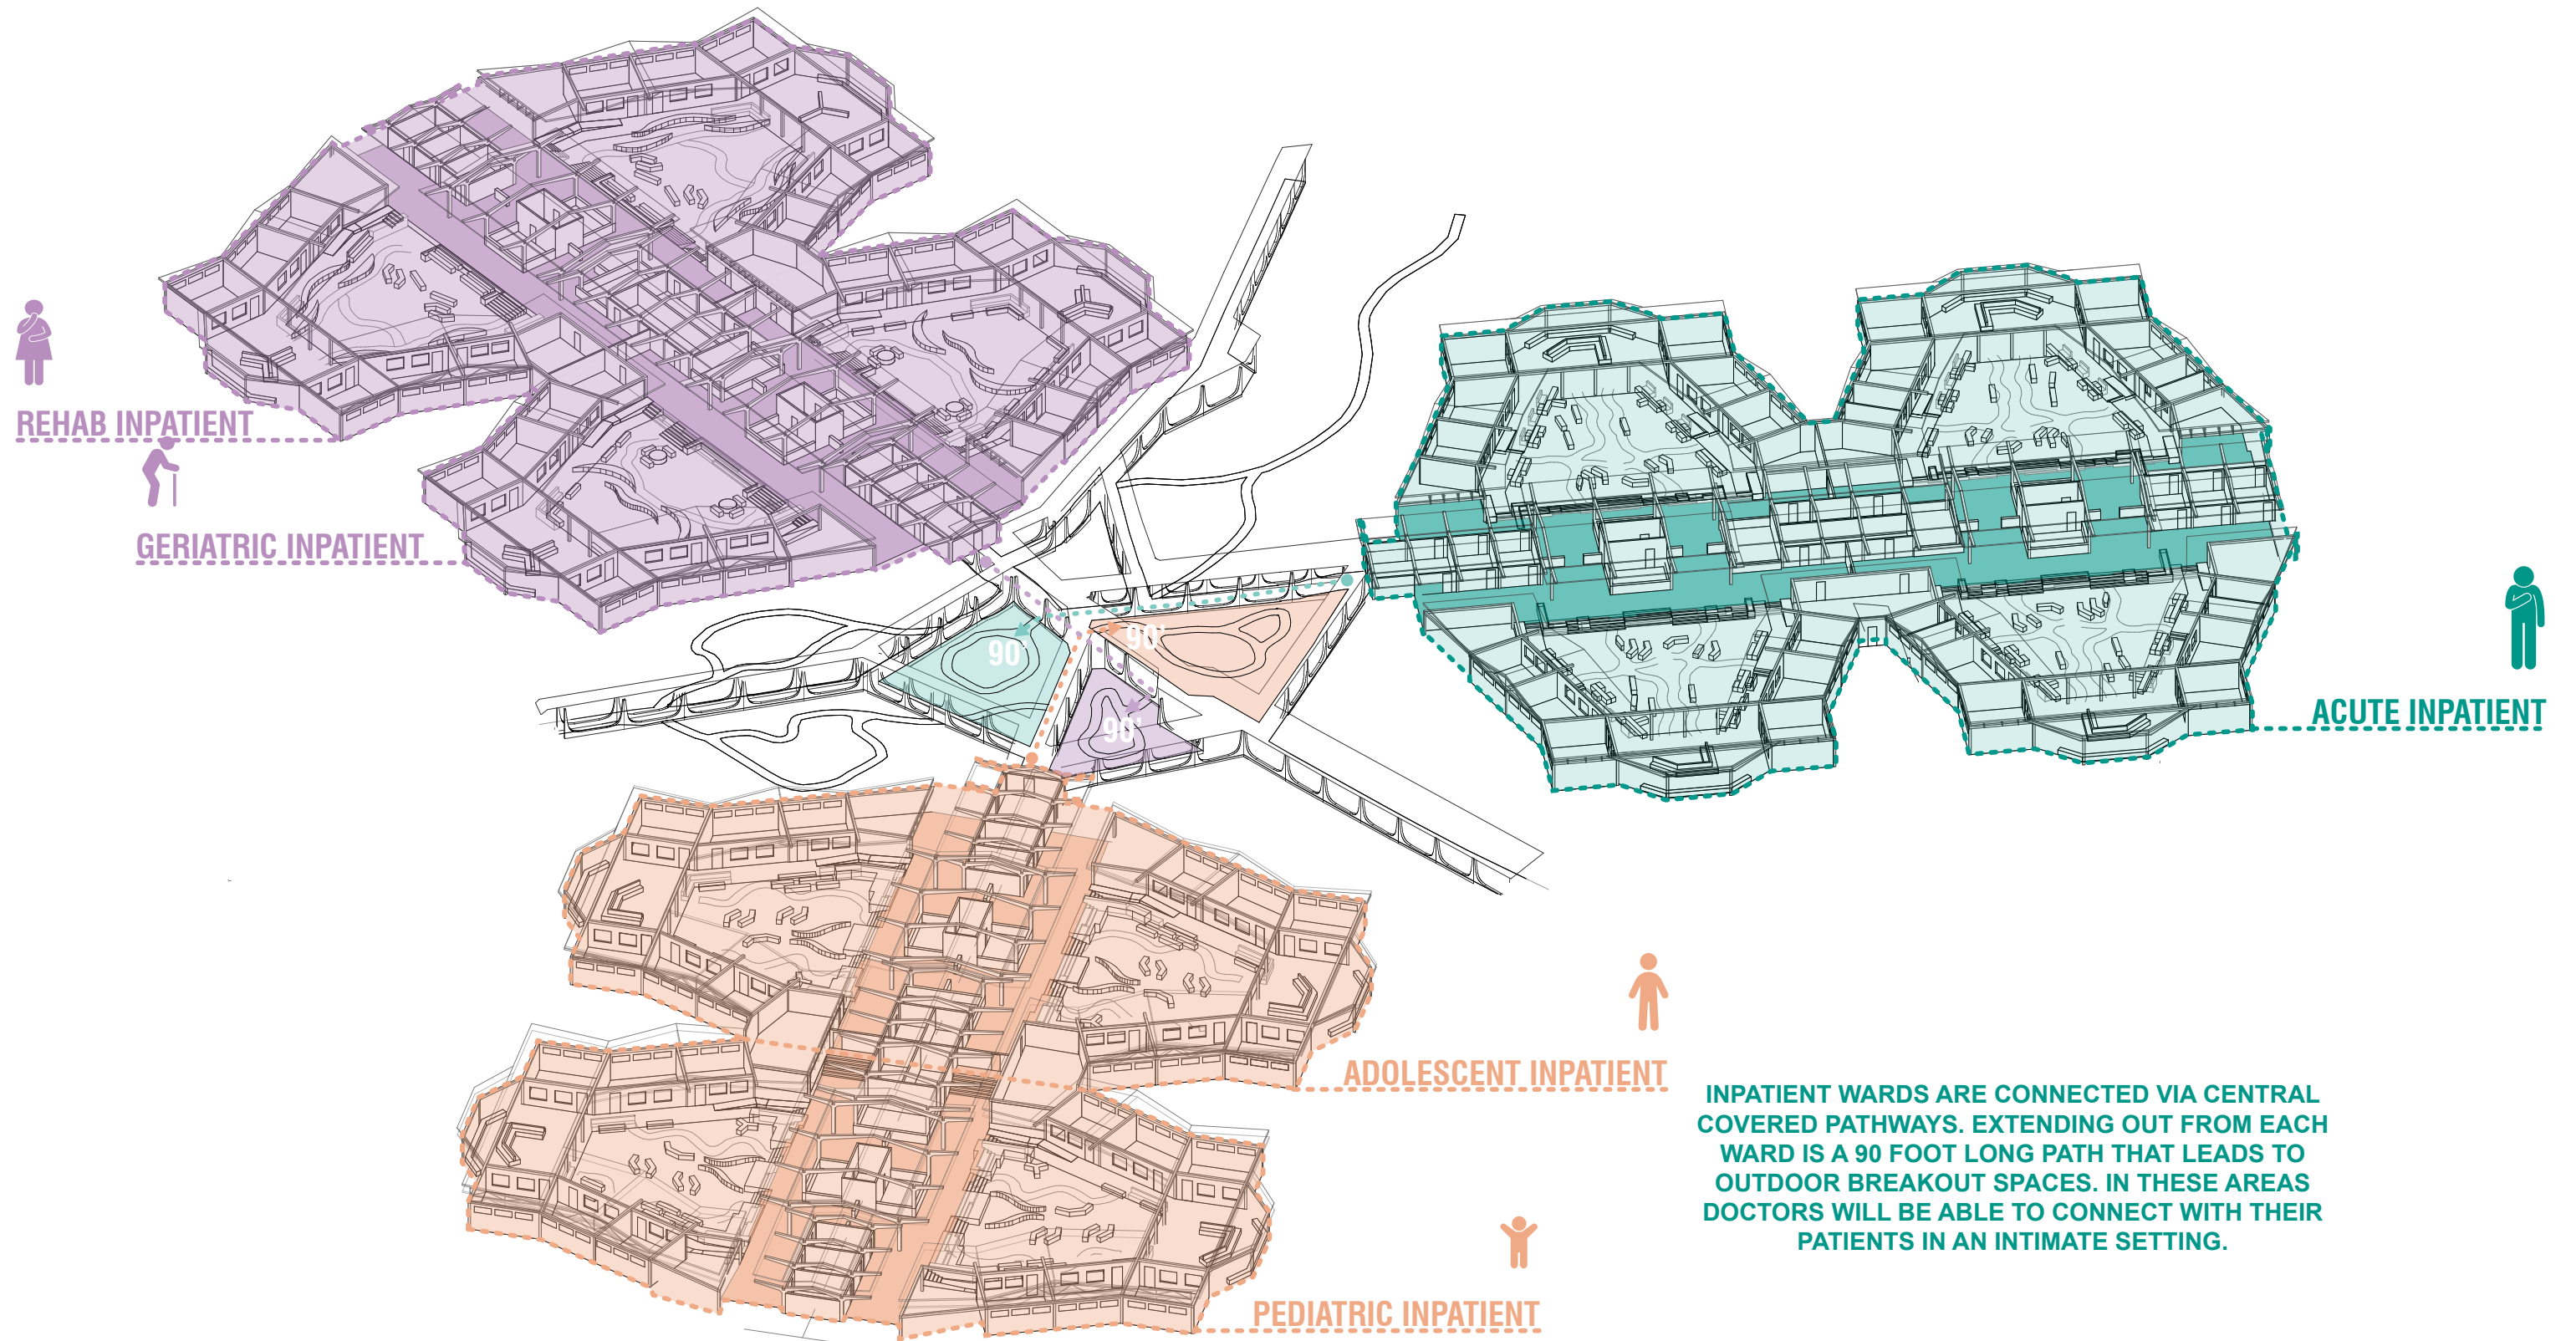 REHAB INPATIENT
GERIATRIC INPATIENT
90'
90'
90'
ACUTE INPATIENT
ADOLESCENT INPATIENT
PEDIATRIC INPATIENT
INPATIENT WARDS ARE CONNECTED VIA CENTRAL
COVERED PATHWAYS. EXTENDING OUT FROM EACH
WARD IS A 90 FOOT LONG PATH THAT LEADS TO
OUTDOOR BREAKOUT SPACES. IN THESE AREAS
DOCTORS WILL BE ABLE TO CONNECT WITH THEIR
PATIENTS IN AN INTIMATE SETTING.